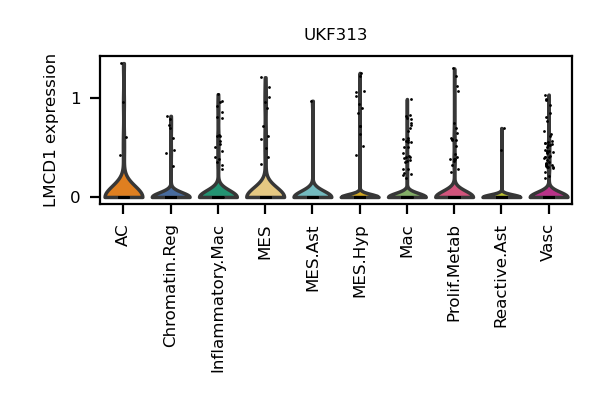 UKF313
LMCD1 expression
1
0
AC
Chromatin.Reg
Inflammatory.Mac
MES
MES.Ast
MES.Hyp
Mac
Prolif.Metab
Reactive.Ast
Vasc